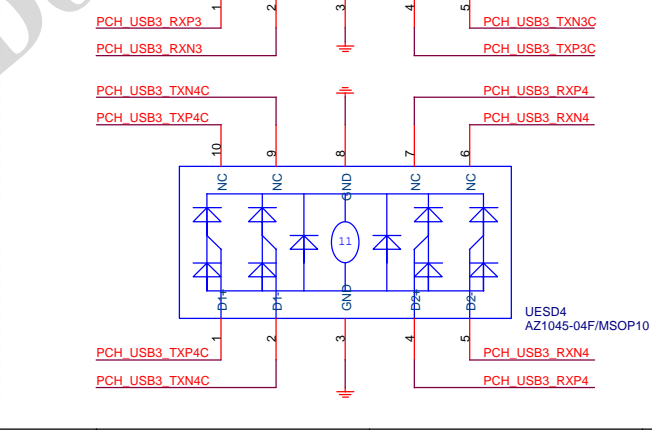 1 2 3 4 5
PCH_USB3_RXP3 PCH_USB3_TXN3C
PCH_USB3_RXN3 PCH_USB3_TXP3C
PCH_USB3_TXN4C PCH_USB3_RXP4
PCH_USB3_TXP4C PCH_USB3_RXN4
10 9 8 7 6
NC NC GND NC NC
11
D1+ D1- GND D2+ D2-
UESD4
AZ1045-04F/MSOP10
1 2 3 4 5
PCH_USB3_TXP4C PCH_USB3_RXN4
PCH_USB3_TXN4C PCH_USB3_RXP4